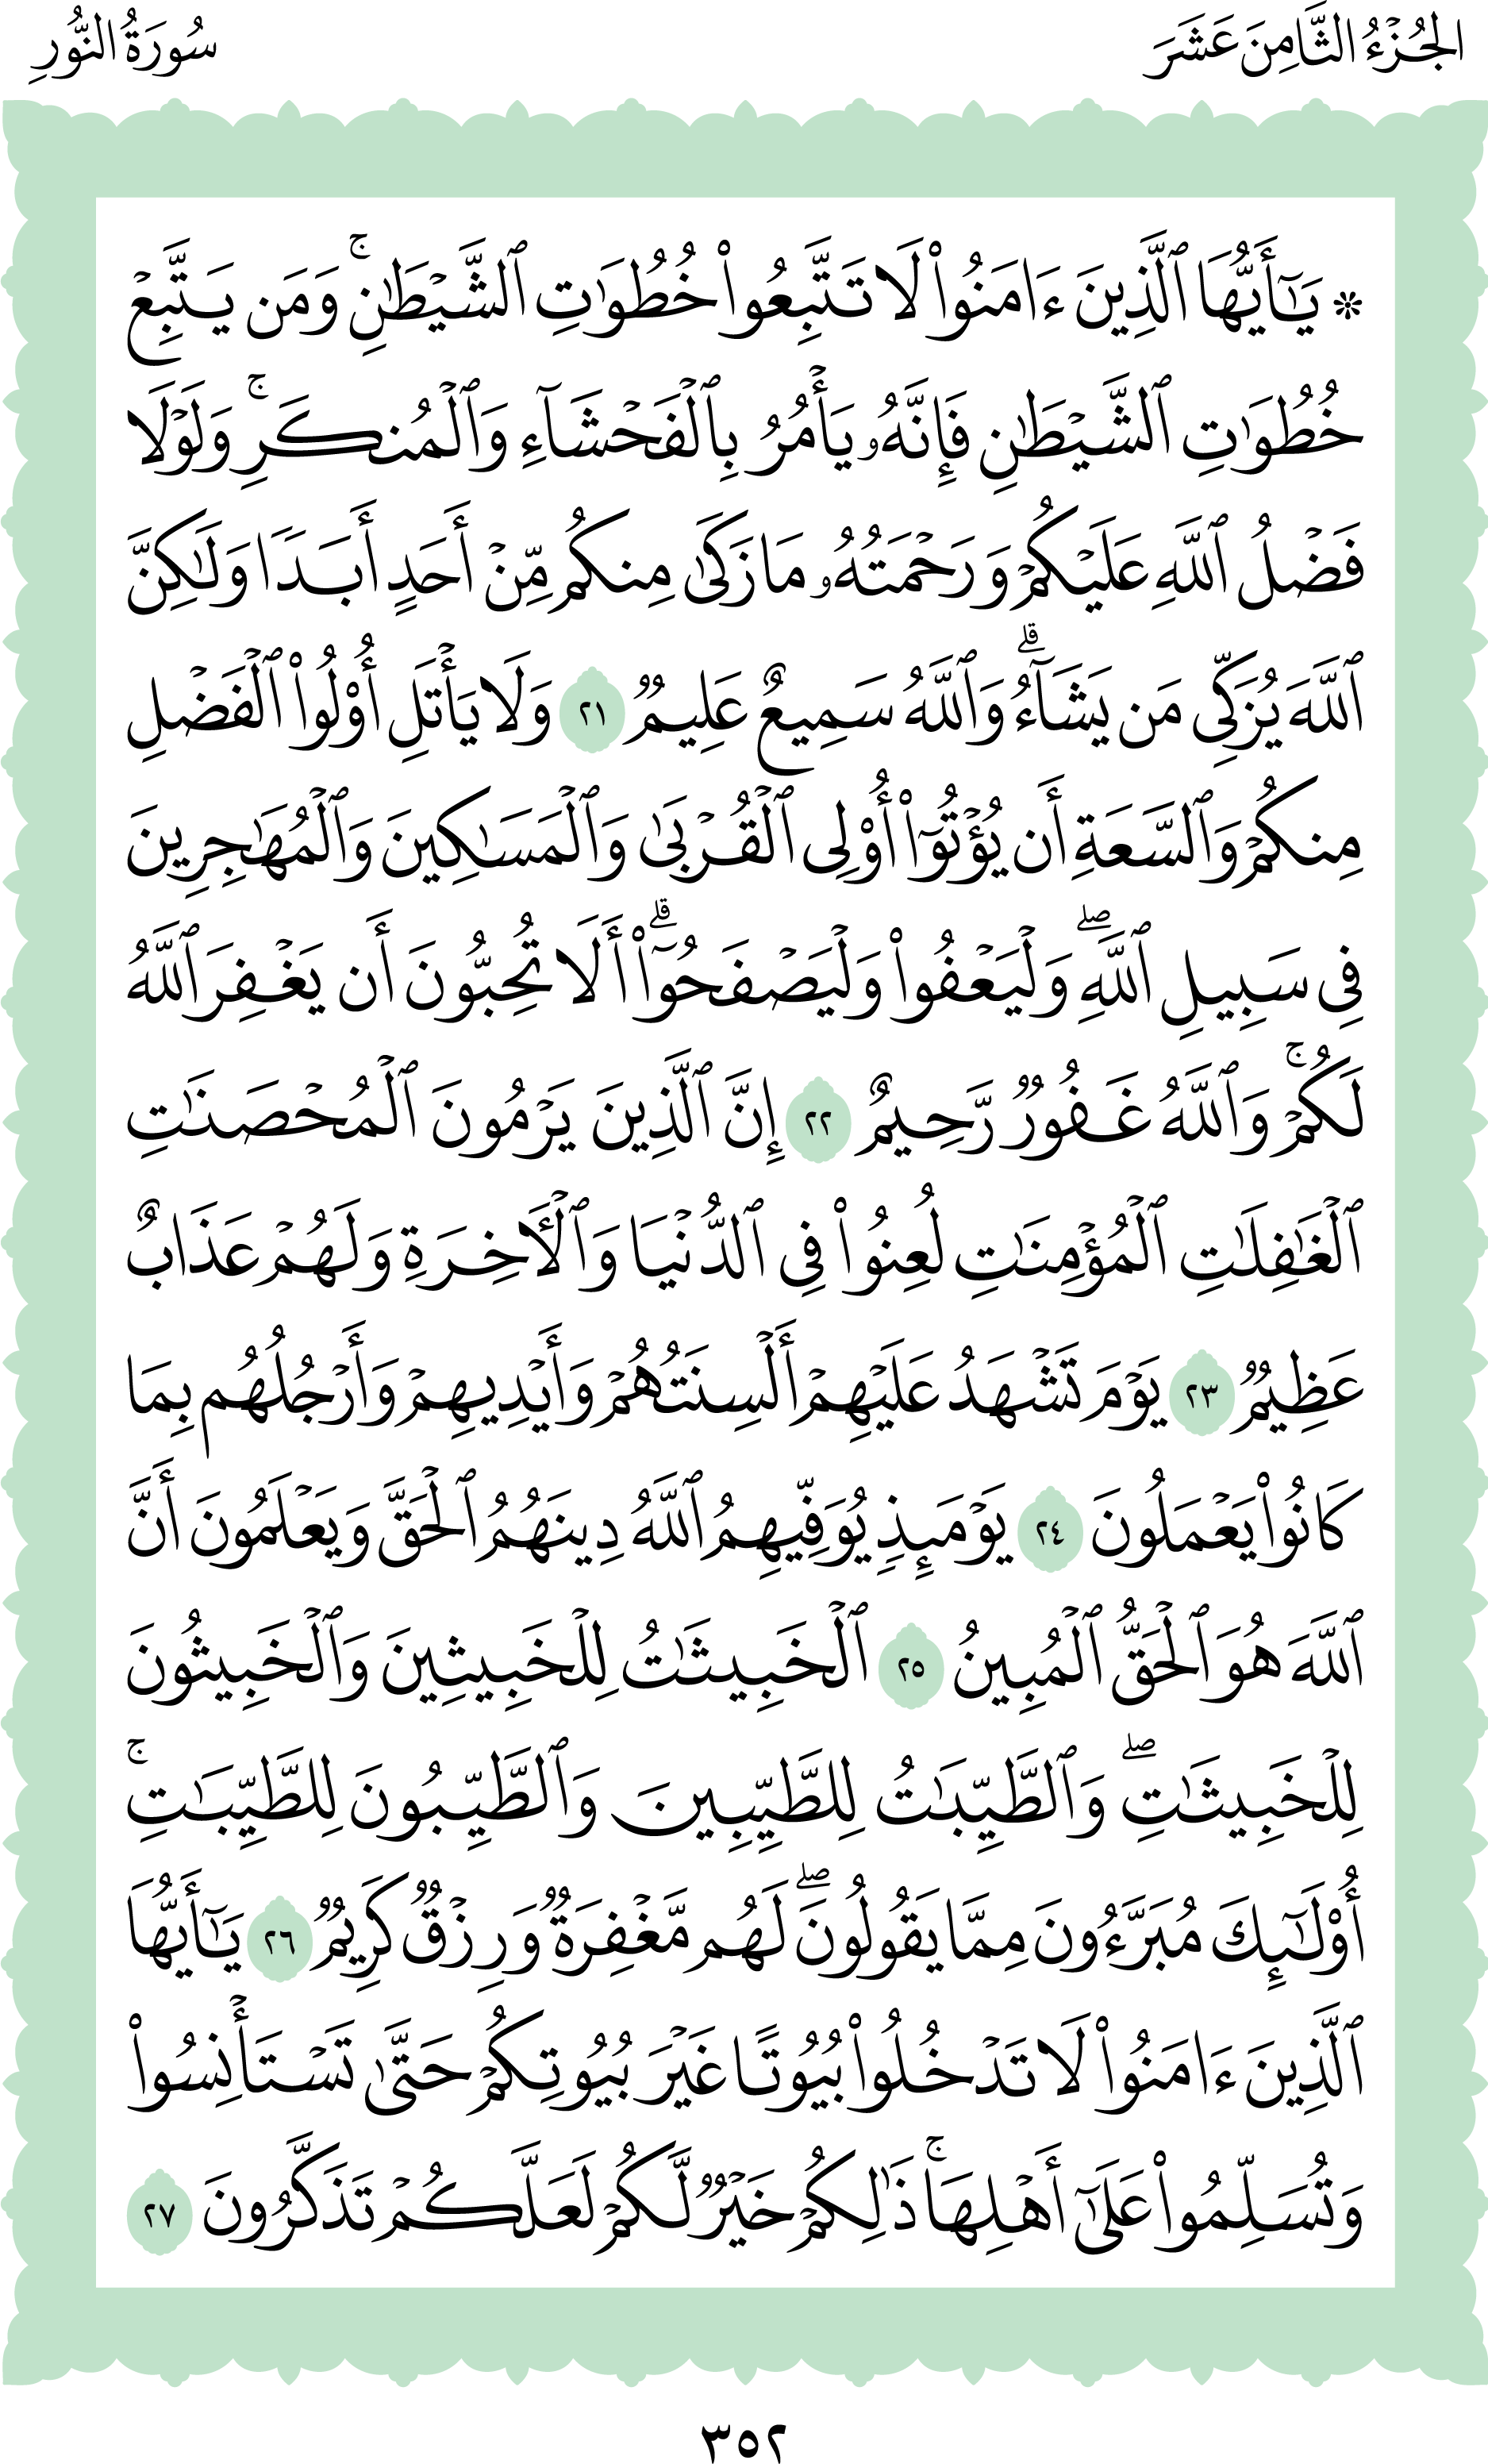 الجُزْءُ الثَّامِنَ عَشَرَ
سُورَةُ النُّورِ
۞ يَـٰٓأَيُّهَا ٱلَّذِينَ ءَامَنُوا۟ لَا تَتَّبِعُوا۟ خُطُوَٰتِ ٱلشَّيْطَـٰنِ ۚ وَمَن يَتَّبِعْ
خُطُوَٰتِ ٱلشَّيْطَـٰنِ فَإِنَّهُۥ يَأْمُرُ بِٱلْفَحْشَآءِ وَٱلْمُنكَرِ ۚ وَلَوْلَا
فَضْلُ ٱللَّهِ عَلَيْكُمْ وَرَحْمَتُهُۥ مَا زَكَىٰ مِنكُم مِّنْ أَحَدٍ أَبَدًا وَلَـٰكِنَّ
ٱللَّهَ يُزَكِّى مَن يَشَآءُ ۗ وَٱللَّهُ سَمِيعٌ عَلِيمٌ ٢١ وَلَا يَأْتَلِ أُو۟لُوا۟ ٱلْفَضْلِ
مِنكُمْ وَٱلسَّعَةِ أَن يُؤْتُوٓا۟ أُو۟لِى ٱلْقُرْبَىٰ وَٱلْمَسَـٰكِينَ وَٱلْمُهَـٰجِرِينَ
فِى سَبِيلِ ٱللَّهِ ۖ وَلْيَعْفُوا۟ وَلْيَصْفَحُوٓا۟ ۗ أَلَا تُحِبُّونَ أَن يَغْفِرَ ٱللَّهُ
لَكُمْ ۚ وَٱللَّهُ غَفُورٌ رَّحِيمٌ ٢٢ إِنَّ ٱلَّذِينَ يَرْمُونَ ٱلْمُحْصَنَـٰتِ
ٱلْغَـٰفِلَـٰتِ ٱلْمُؤْمِنَـٰتِ لُعِنُوا۟ فِى ٱلدُّنْيَا وَٱلْـَٔاخِرَةِ وَلَهُمْ عَذَابٌ
عَظِيمٌ ٢٣ يَوْمَ تَشْهَدُ عَلَيْهِمْ أَلْسِنَتُهُمْ وَأَيْدِيهِمْ وَأَرْجُلُهُم بِمَا
كَانُوا۟ يَعْمَلُونَ ٢٤ يَوْمَئِذٍ يُوَفِّيهِمُ ٱللَّهُ دِينَهُمُ ٱلْحَقَّ وَيَعْلَمُونَ أَنَّ
ٱللَّهَ هُوَ ٱلْحَقُّ ٱلْمُبِينُ ٢٥ ٱلْخَبِيثَـٰتُ لِلْخَبِيثِينَ وَٱلْخَبِيثُونَ
لِلْخَبِيثَـٰتِ ۖ وَٱلطَّيِّبَـٰتُ لِلطَّيِّبِينَ وَٱلطَّيِّبُونَ لِلطَّيِّبَـٰتِ ۚ
أُو۟لَـٰٓئِكَ مُبَرَّءُونَ مِمَّا يَقُولُونَ ۖ لَهُم مَّغْفِرَةٌ وَرِزْقٌ كَرِيمٌ ٢٦ يَـٰٓأَيُّهَا
ٱلَّذِينَ ءَامَنُوا۟ لَا تَدْخُلُوا۟ بُيُوتًا غَيْرَ بُيُوتِكُمْ حَتَّىٰ تَسْتَأْنِسُوا۟
وَتُسَلِّمُوا۟ عَلَىٰٓ أَهْلِهَا ۚ ذَٰلِكُمْ خَيْرٌ لَّكُمْ لَعَلَّكُمْ تَذَكَّرُونَ ٢٧
٣٥٢